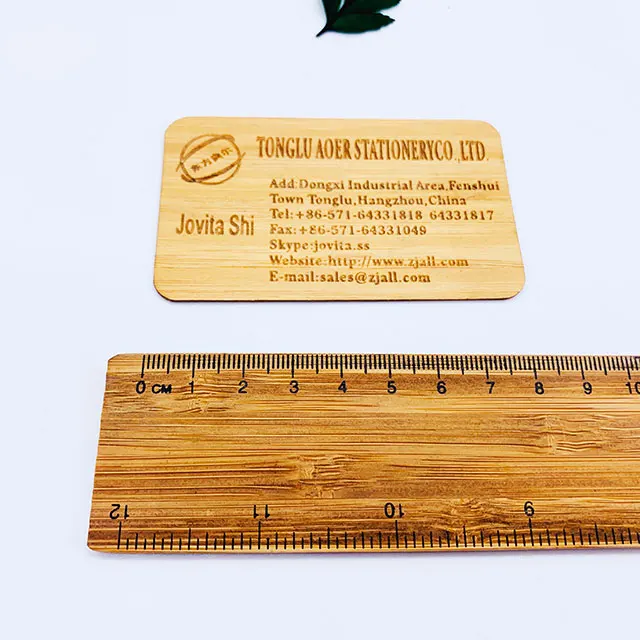 TONGLU AOER STATIONERYCO.,LTD.
Jovita Shi
Add:Dongxi Industrial Area,Fenshui
Town Tonglu,Hangzhou,China
Tel:+86-571-64331818 64331817
Fax:+86-571-64331049
Skype:jovita.ss
Website:http://www.zjall.com
E-mail:sales@zjall.com
0 CM 1 2 3 4 5 6 7 8 9 10
12 11 10 9